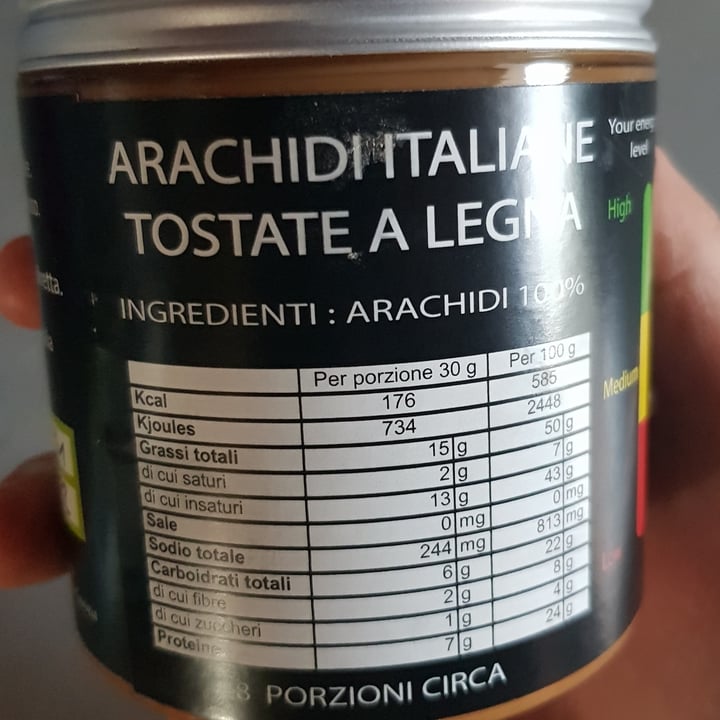 ARACHIDI ITALIANE
TOSTATE A LEGNA
INGREDIENTI : ARACHIDI 100%
Per porzione 30 g Per 100 g
Kcal 176 585
Kjoules 734 2448
Grassi totali 15 g 50 g
di cui saturi 2 g 7 g
di cui insaturi 13 g 43 g
Sale 0 mg 0 mg
Sodio totale 244 mg 813 mg
Carboidrati totali 6 g 22 g
di cui fibre 2 g 8 g
di cui zuccheri 1 g 4 g
Proteine 7 g 24 g
8 PORZIONI CIRCA
Your
level
High
Medium
Low